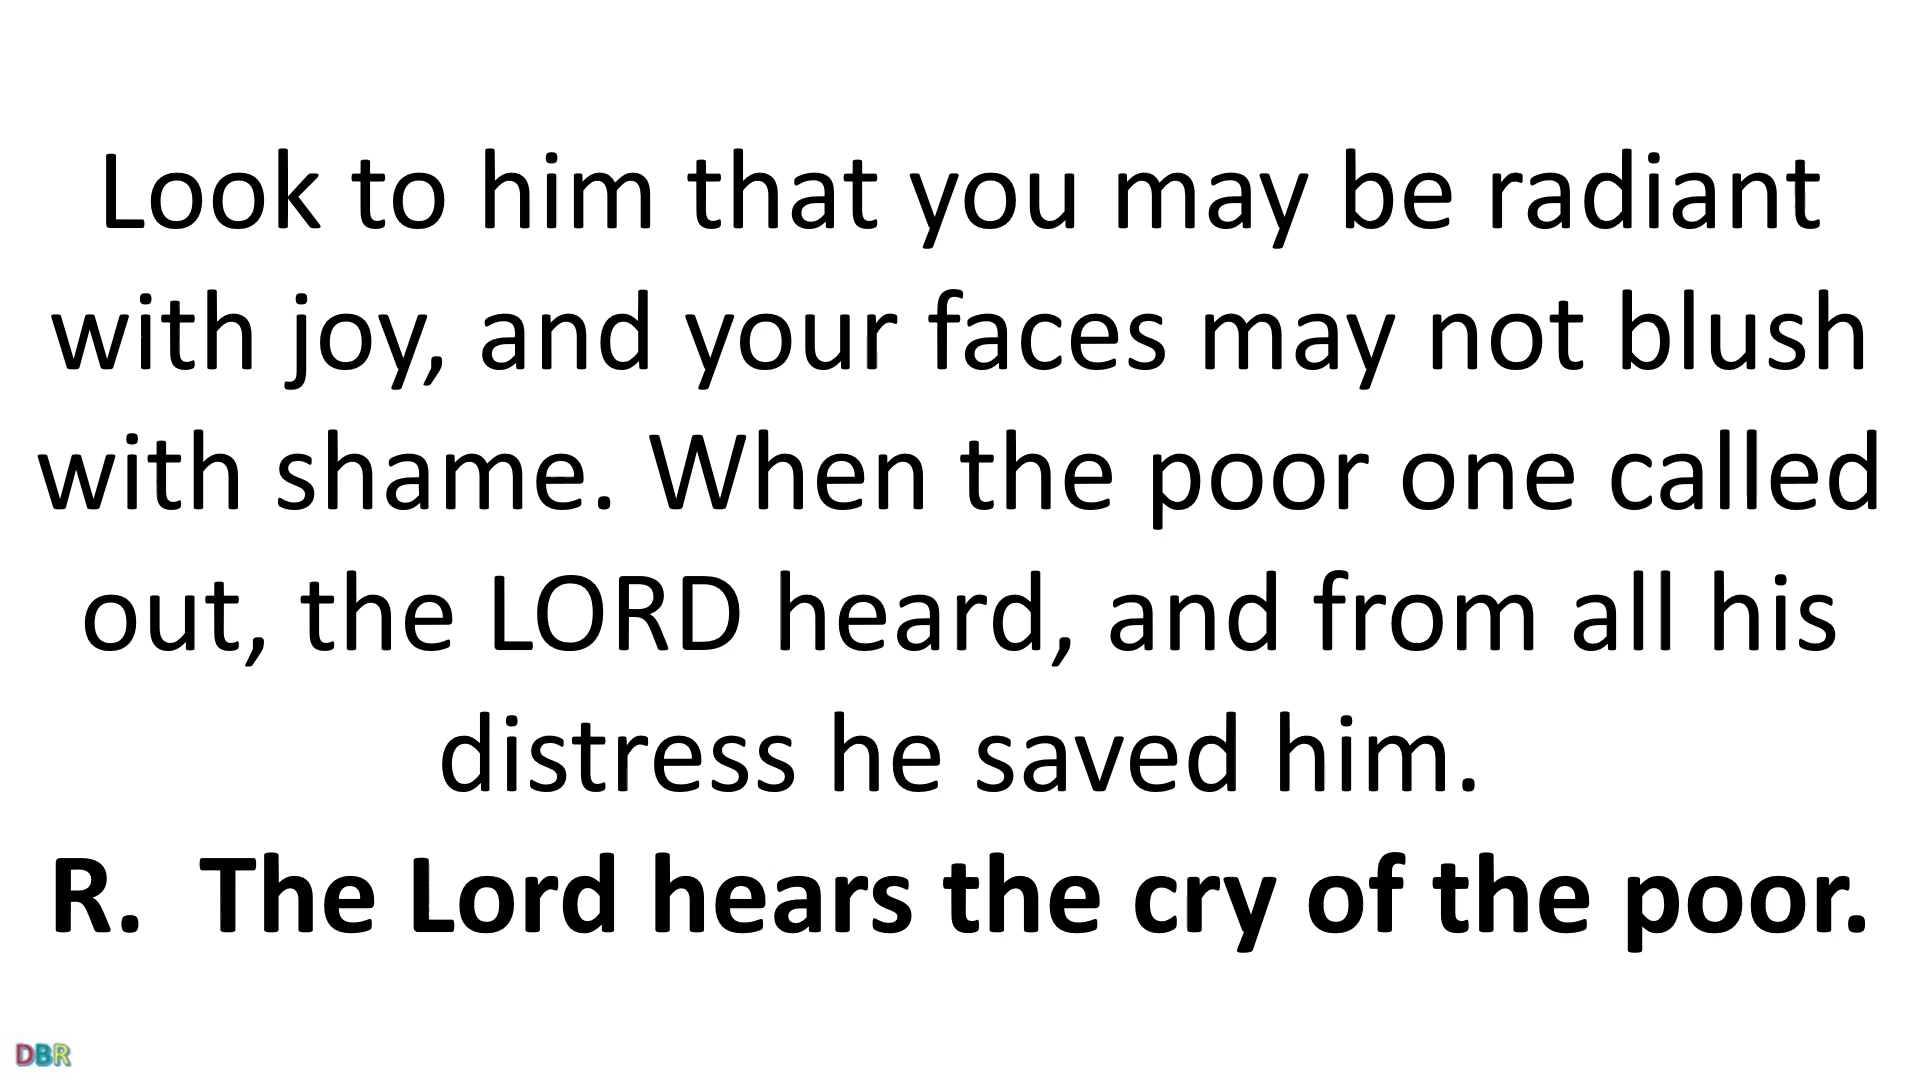 Look to him that you may be radiant
with joy, and your faces may not blush
with shame. When the poor one called
out, the LORD heard, and from all his
distress he saved him.
R.  The Lord hears the cry of the poor.
DBR